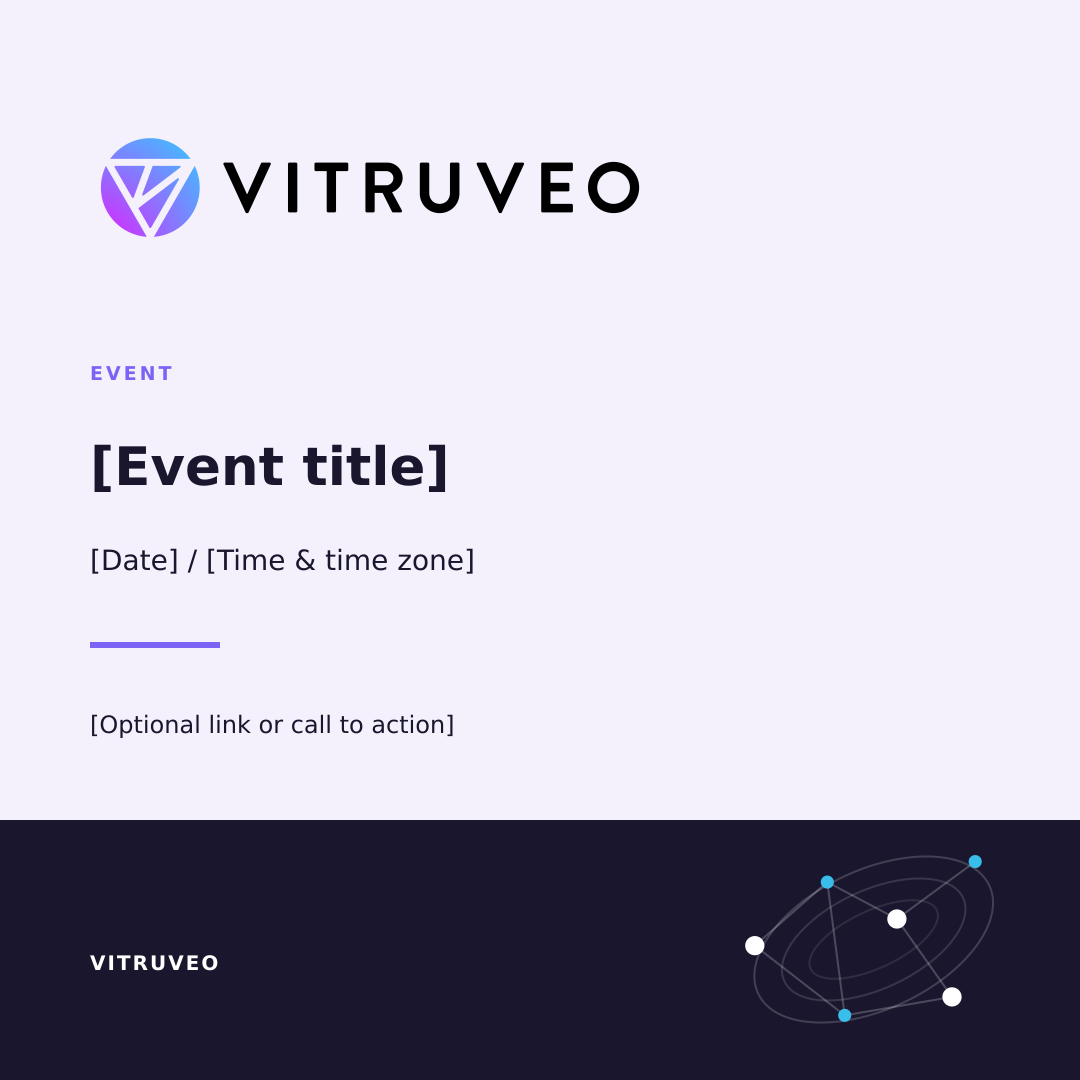 VITRUVEO
EVENT
[Event title]
[Date] / [Time & time zone]
[Optional link or call to action]
VITRUVEO